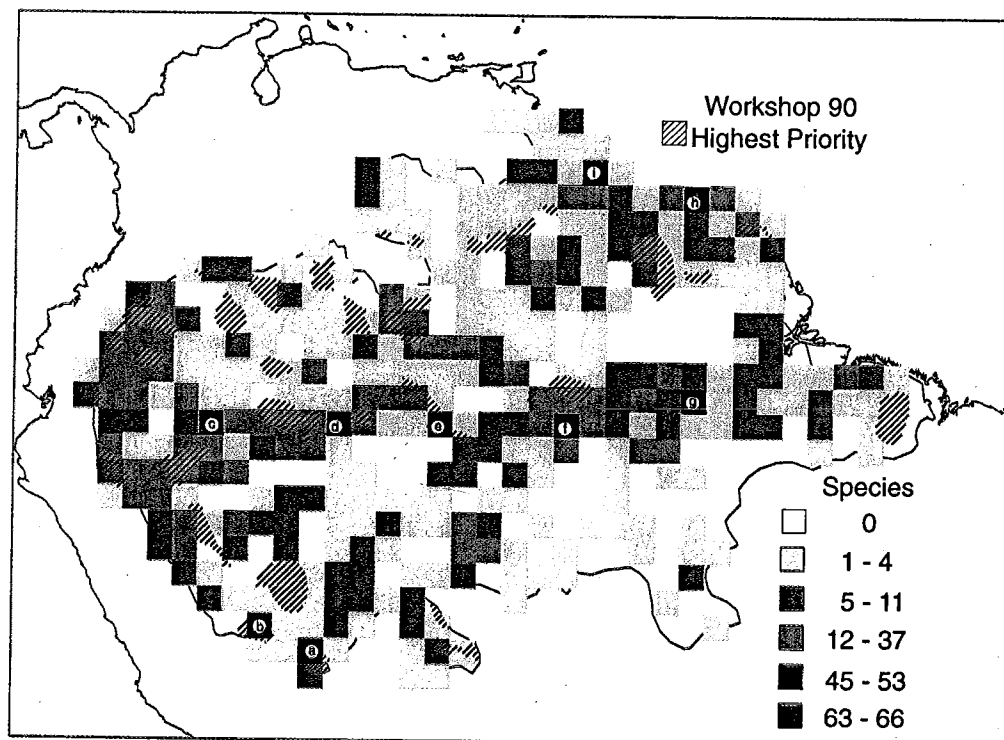 Workshop 90
Highest Priority
i
h
c
d
e
f
g
b
a
Species
0
1 - 4
5 - 11
12 - 37
45 - 53
63 - 66